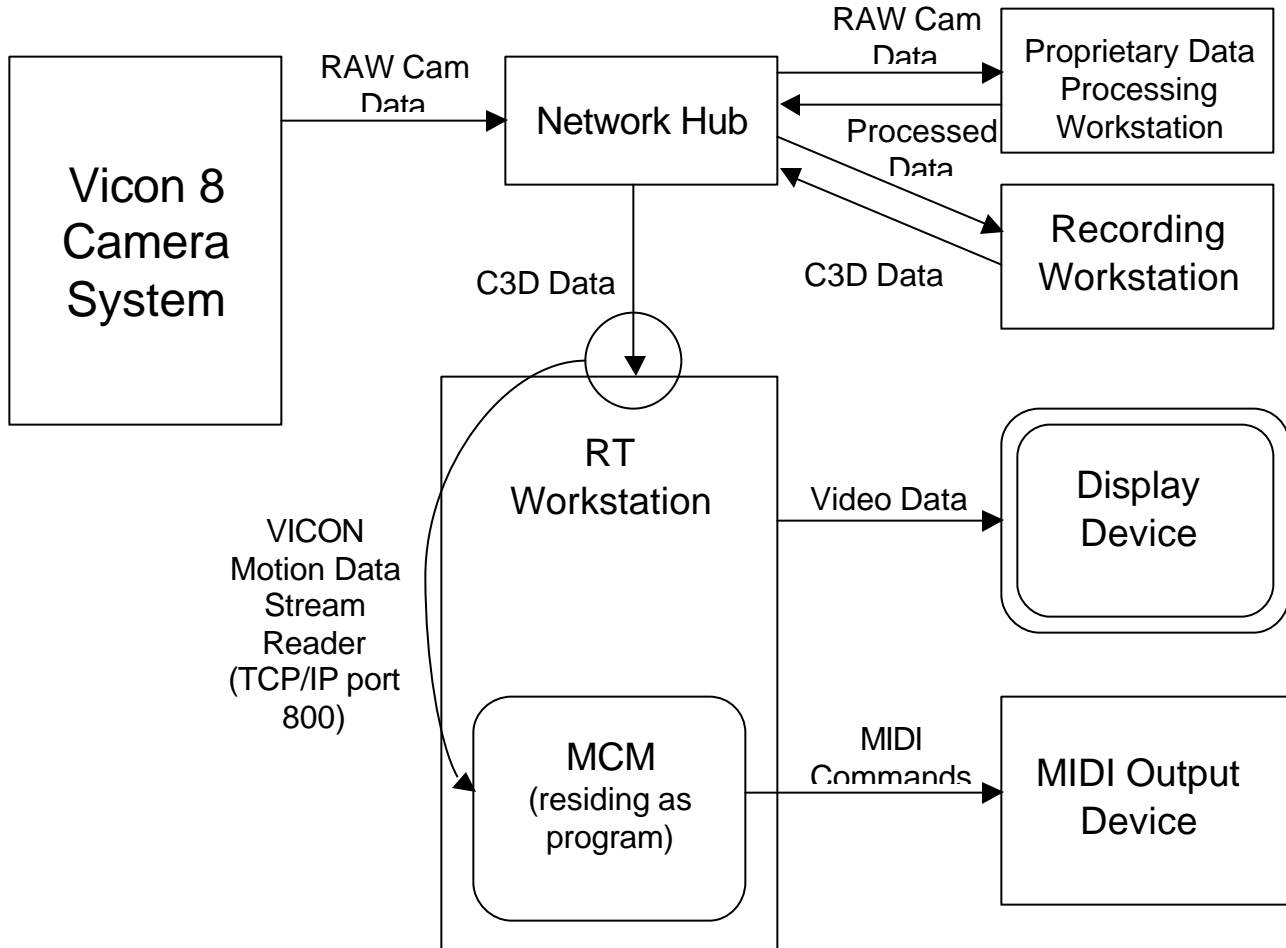 RAW Cam
Data
Vicon 8
Camera
System
Network Hub
RAW Cam
Data
Proprietary Data
Processing
Workstation
Processed
Data
Recording
Workstation
C3D Data
C3D Data
RT
Workstation
VICON
Motion Data
Stream
Reader
(TCP/IP port
800)
Video Data
Display
Device
MCM
(residing as
program)
MIDI
Commands
MIDI Output
Device